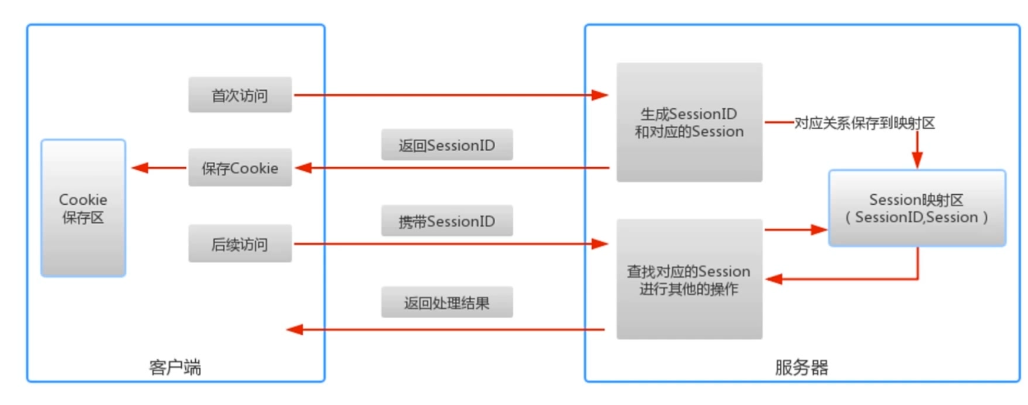 首次访问
生成SessionID
和对应的Session
对应关系保存到映射区
返回SessionID
保存Cookie
Cookie
保存区
Session映射区
（SessionID,Session）
携带SessionID
后续访问
查找对应的Session
进行其他的操作
返回处理结果
客户端
服务器